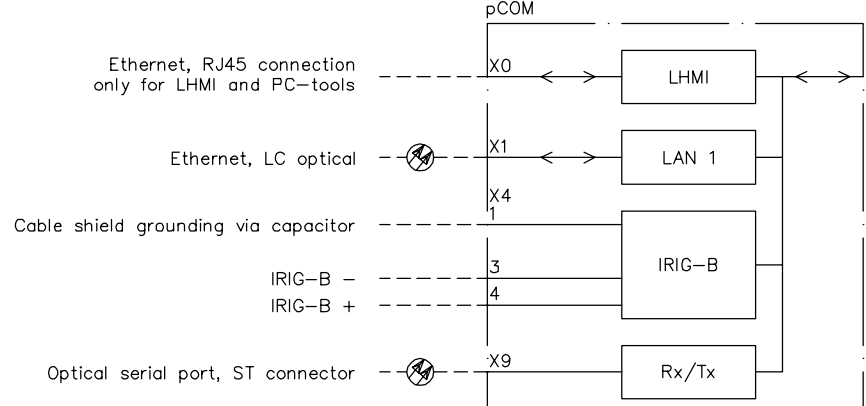 pCOM
Ethernet, RJ45 connection
only for LHMI and PC-tools
X0
LHMI
Ethernet, LC optical
X1
LAN 1
X4
Cable shield grounding via capacitor
1
IRIG-B
IRIG-B -
3
IRIG-B +
4
Optical serial port, ST connector
X9
Rx/Tx